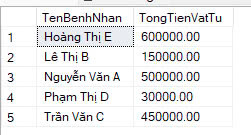 TenBenhNhan TongTienVatTu
1 Hoàng Thị E 600000.00
2 Lê Thị B 150000.00
3 Nguyễn Văn A 500000.00
4 Phạm Thị D 30000.00
5 Trần Văn C 450000.00